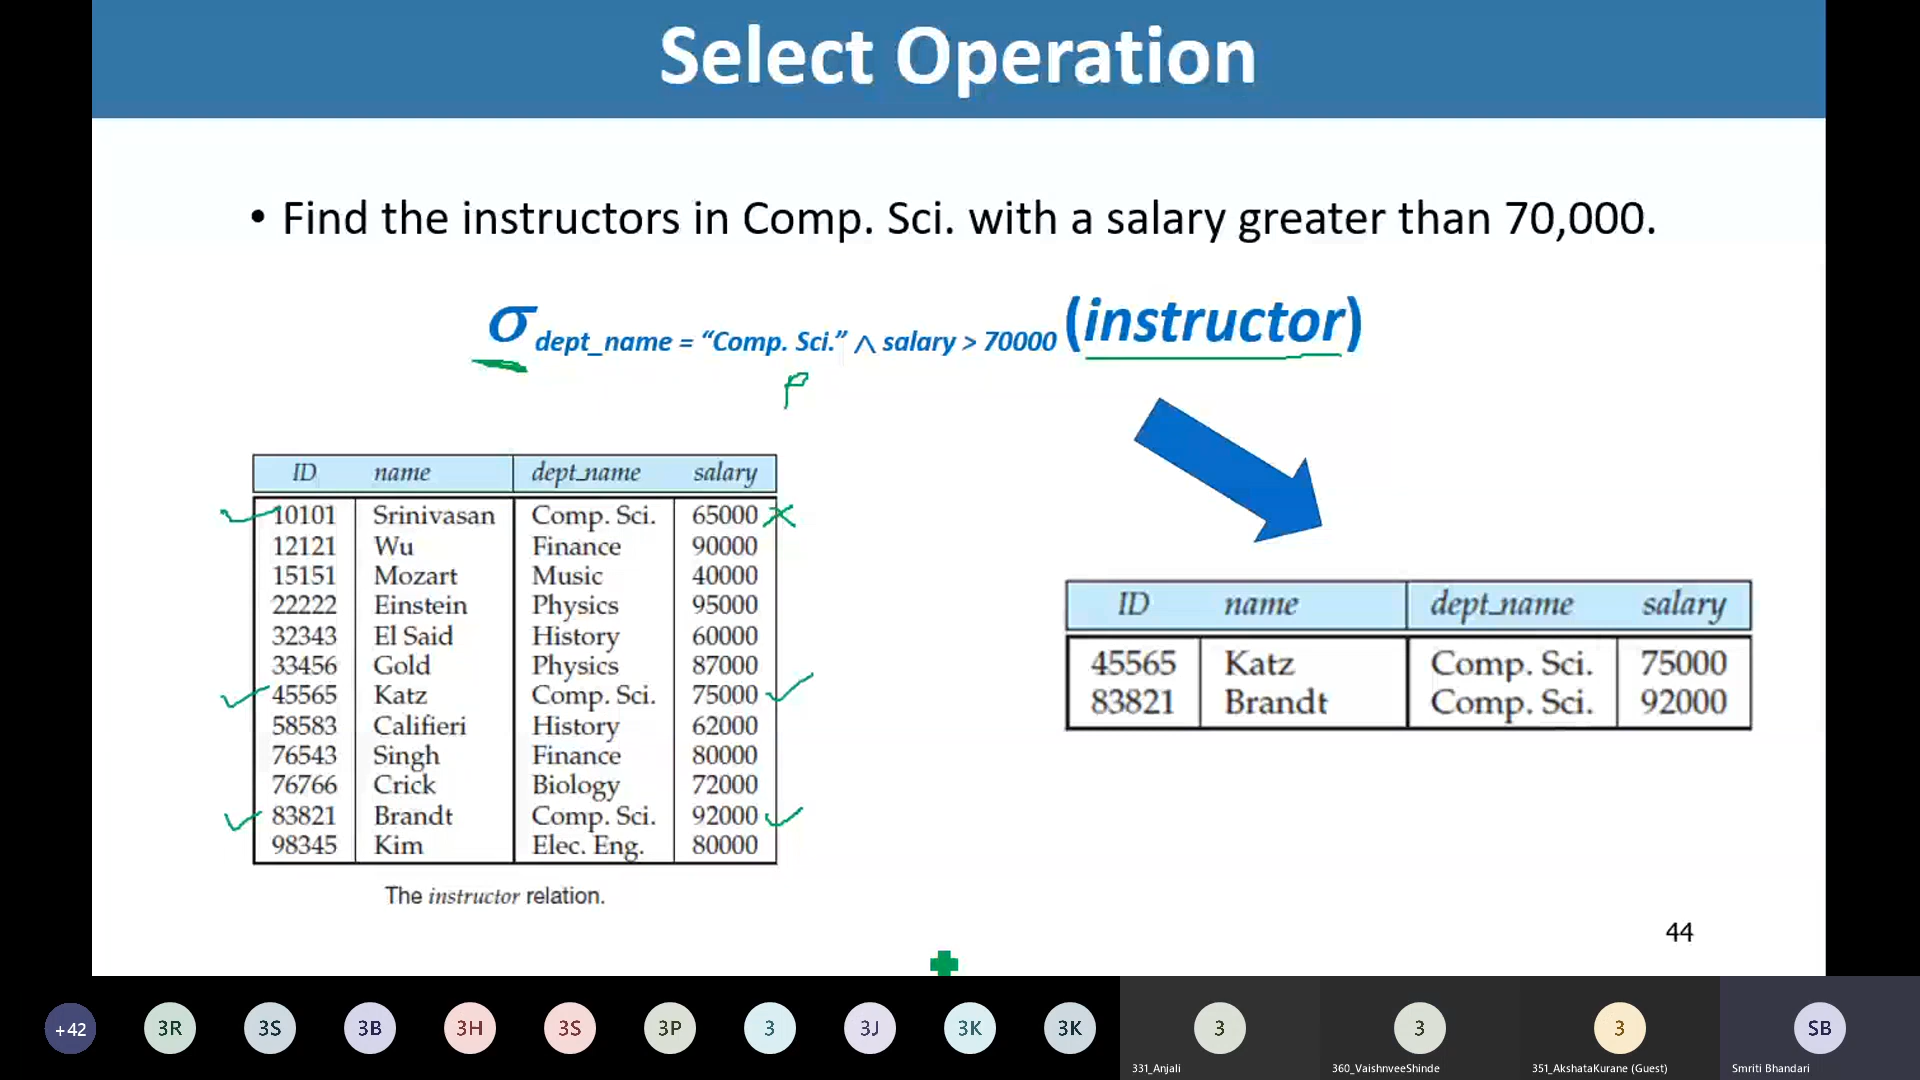 Select Operation
• Find the instructors in Comp. Sci. with a salary greater than 70,000.
σ dept_name = “Comp. Sci.” ∧ salary > 70000 (instructor)
P
ID name dept_name salary
10101 Srinivasan Comp. Sci. 65000
12121 Wu Finance 90000
15151 Mozart Music 40000
22222 Einstein Physics 95000
32343 El Said History 60000
33456 Gold Physics 87000
45565 Katz Comp. Sci. 75000
58583 Califieri History 62000
76543 Singh Finance 80000
76766 Crick Biology 72000
83821 Brandt Comp. Sci. 92000
98345 Kim Elec. Eng. 80000
The instructor relation.
ID name dept_name salary
45565 Katz Comp. Sci. 75000
83821 Brandt Comp. Sci. 92000
44
+42 3R 3S 3B 3H 3S 3P 3 3J 3K 3K 3 3 3 SB
331_Anjali 360_VaishnveeShinde 351_AkshataKurane (Guest) Smriti Bhandari